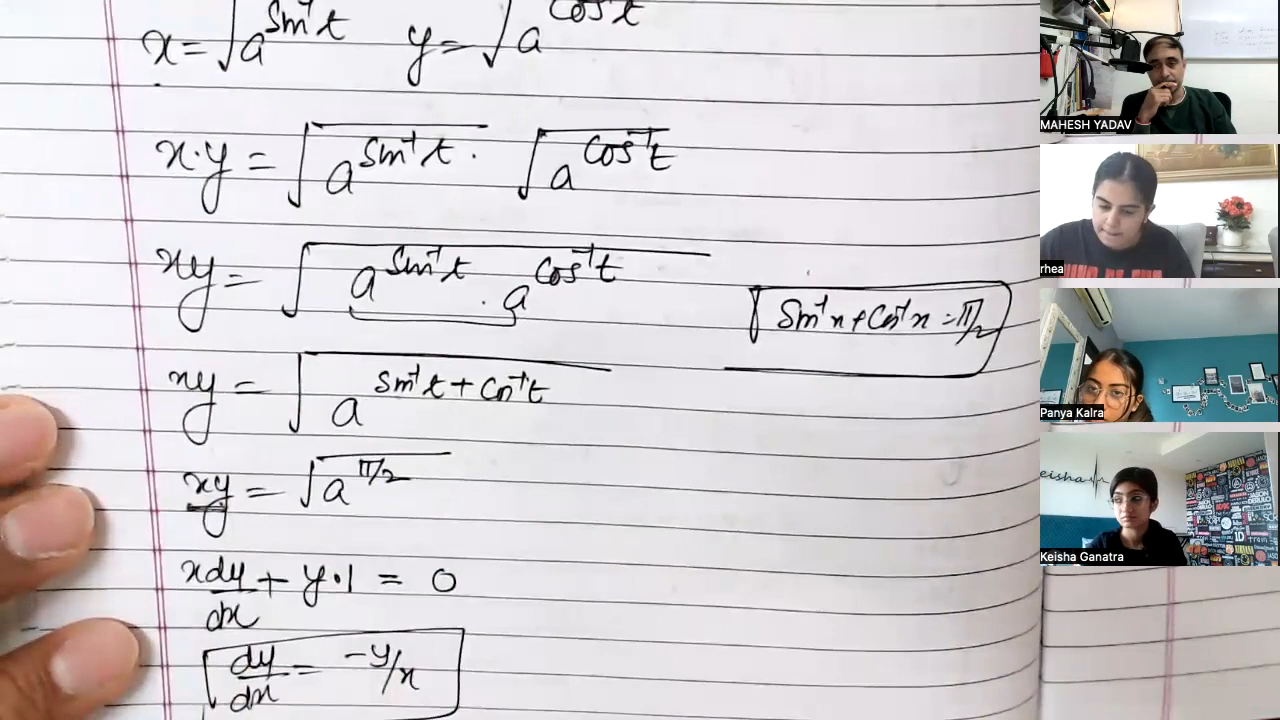 x = √a^sin⁻¹t   y = √a^cos⁻¹t
x·y = √a^sin⁻¹t · √a^cos⁻¹t
xy = √a^sin⁻¹t · a^cos⁻¹t
sin⁻¹x + cos⁻¹x = π/2
xy = √a^sin⁻¹t + cos⁻¹t
xy = √a^π/2
x dy/dx + y·1 = 0
dy/dx = -y/x
MAHESH YADAV
rhea
Panya Kalra
keisha
Keisha Ganatra